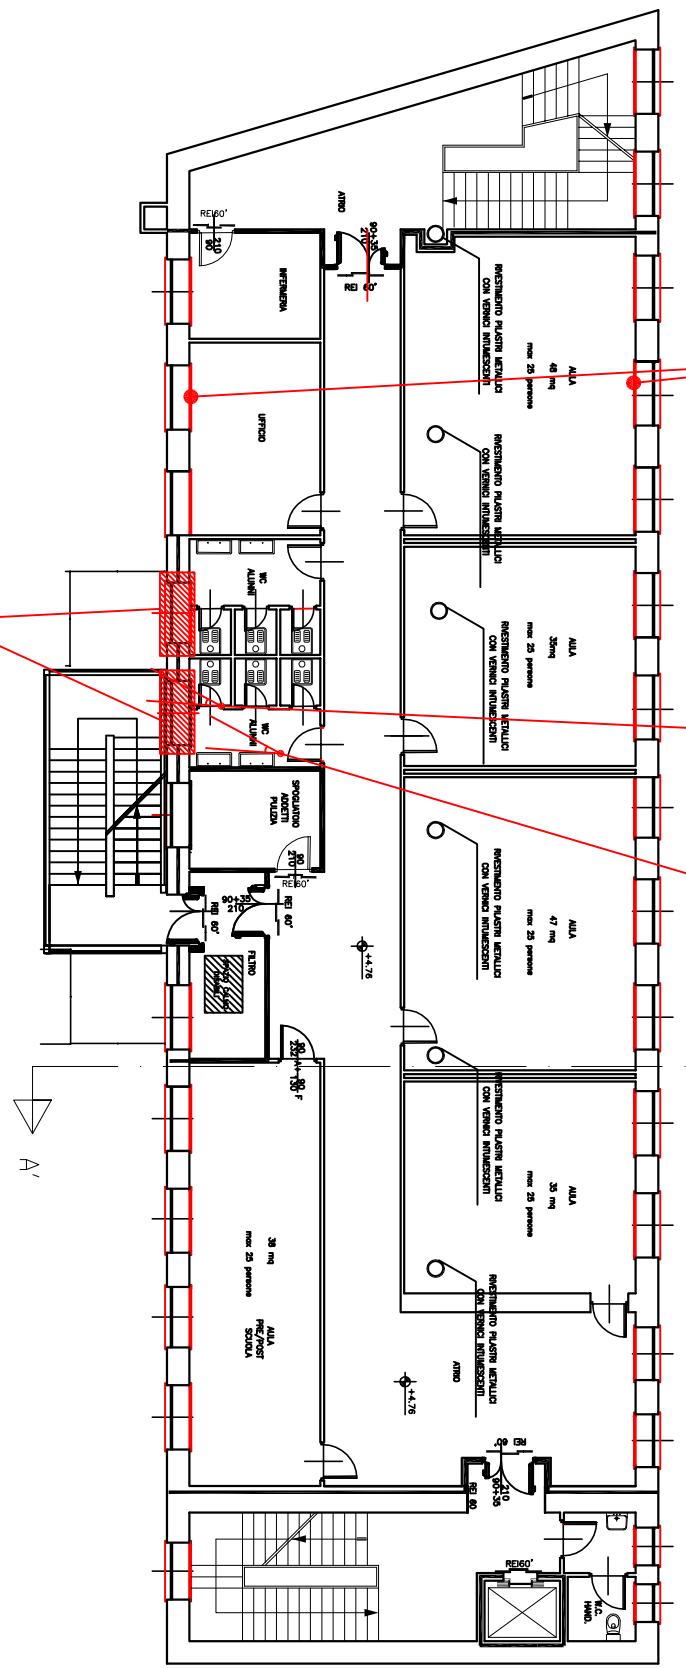 REI60'
210
90
ATRIO
90+35
210
REI 60'
INFERMERIA
RIVESTIMENTO PILASTRI METALLICI
CON VERNICI INTUMESCENTI
AULA
48 mq
max 25 persone
UFFICIO
RIVESTIMENTO PILASTRI METALLICI
CON VERNICI INTUMESCENTI
WC
ALUNNI
RIVESTIMENTO PILASTRI METALLICI
CON VERNICI INTUMESCENTI
AULA
35mq
max 25 persone
WC
ALUNNI
SPOGLIATOIO
ADDETTI
PULIZIA
90
210
REI60'
RIVESTIMENTO PILASTRI METALLICI
CON VERNICI INTUMESCENTI
AULA
47 mq
max 25 persone
90+35
210
REI 60'
REI 60'
FILTRO
+4.76
RIVESTIMENTO PILASTRI METALLICI
CON VERNICI INTUMESCENTI
A'
AULA
35 mq
max 25 persone
38 mq
max 25 persone
AULA
PRE/POST
SCUOLA
RIVESTIMENTO PILASTRI METALLICI
CON VERNICI INTUMESCENTI
ATRIO
+4.76
REI 60'
210
90+35
REI 60
REI60'
W.C.
HAND.